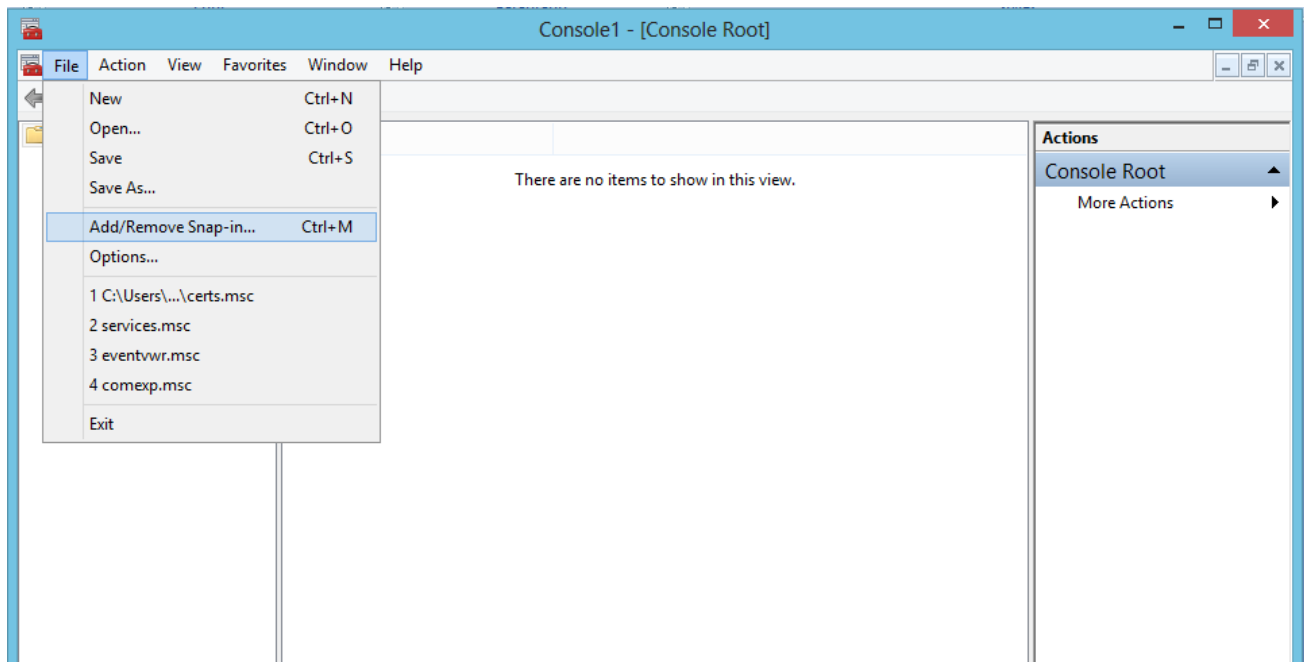 Console1 - [Console Root]
File Action View Favorites Window Help
New Ctrl+N
Open... Ctrl+O
Save Ctrl+S
Save As...
Add/Remove Snap-in... Ctrl+M
Options...
1 C:\Users\...\certs.msc
2 services.msc
3 eventvwr.msc
4 comexp.msc
Exit
There are no items to show in this view.
Actions
Console Root
More Actions